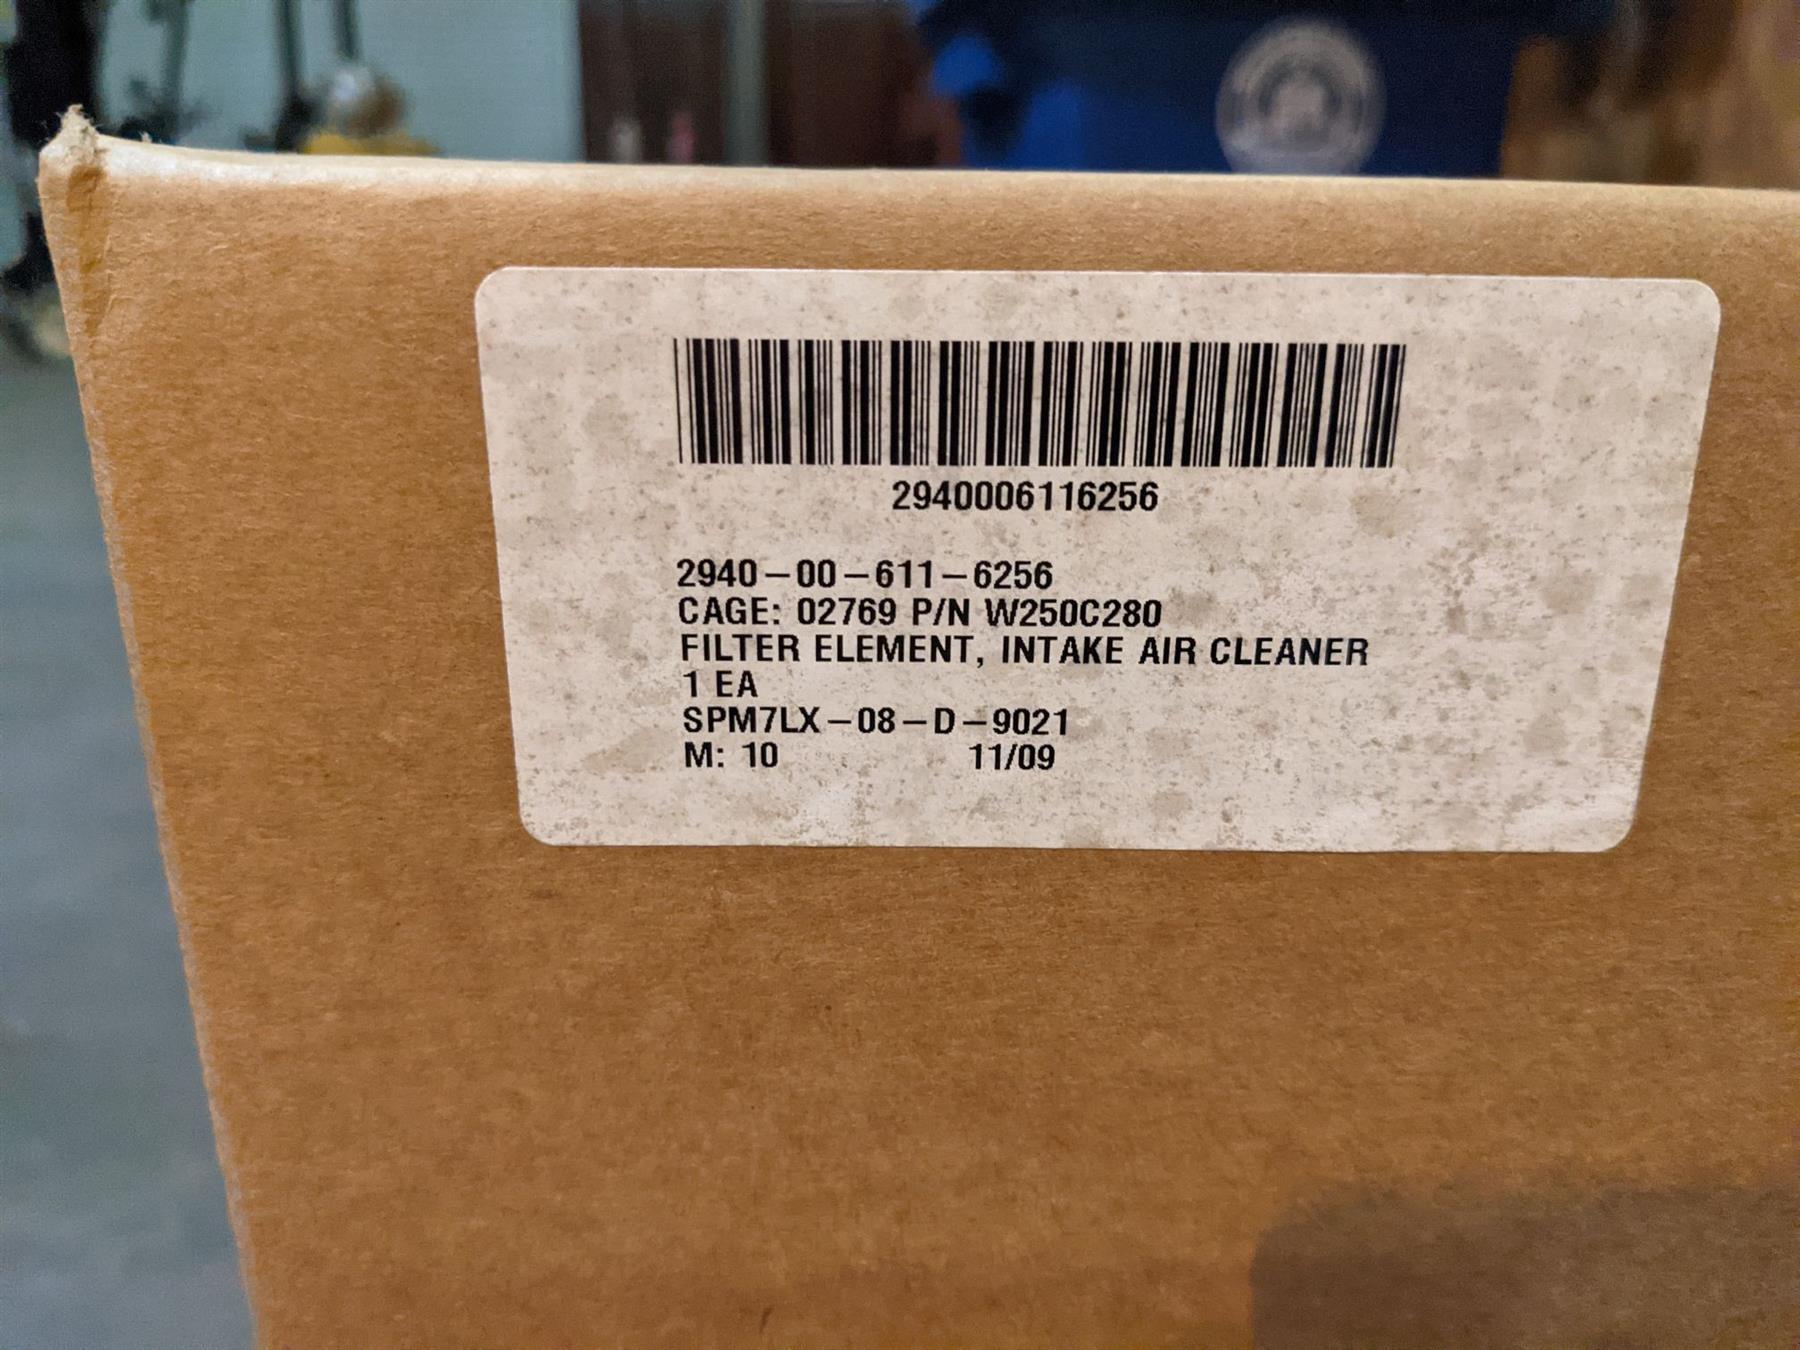 2940006116256
2940-00-611-6256
CAGE: 02769 P/N W250C280
FILTER ELEMENT, INTAKE AIR CLEANER
1 EA
SPM7LX-08-D-9021
M: 10 11/09